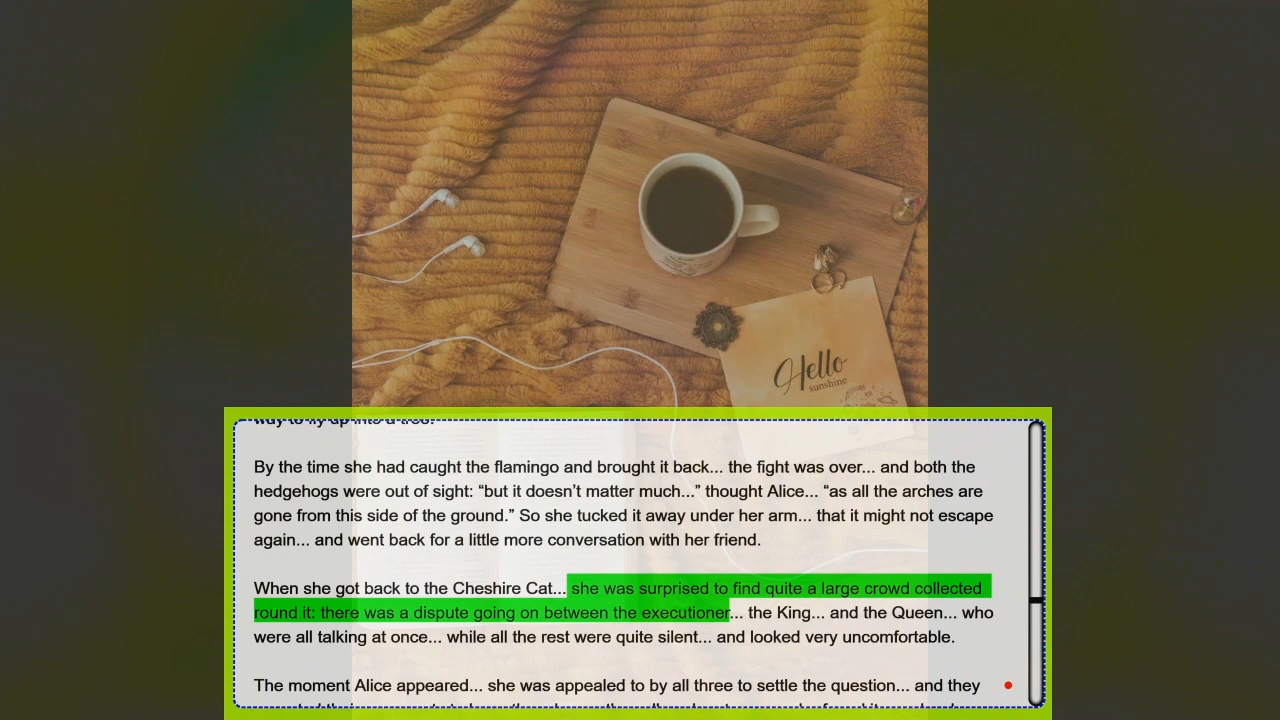 Hello
sunshine
way to fly up into a tree.
By the time she had caught the flamingo and brought it back... the fight was over... and both the
hedgehogs were out of sight: “but it doesn’t matter much...” thought Alice... “as all the arches are
gone from this side of the ground.” So she tucked it away under her arm... that it might not escape
again... and went back for a little more conversation with her friend.
When she got back to the Cheshire Cat... she was surprised to find quite a large crowd collected
round it: there was a dispute going on between the executioner... the King... and the Queen... who
were all talking at once... while all the rest were quite silent... and looked very uncomfortable.
The moment Alice appeared... she was appealed to by all three to settle the question... and they